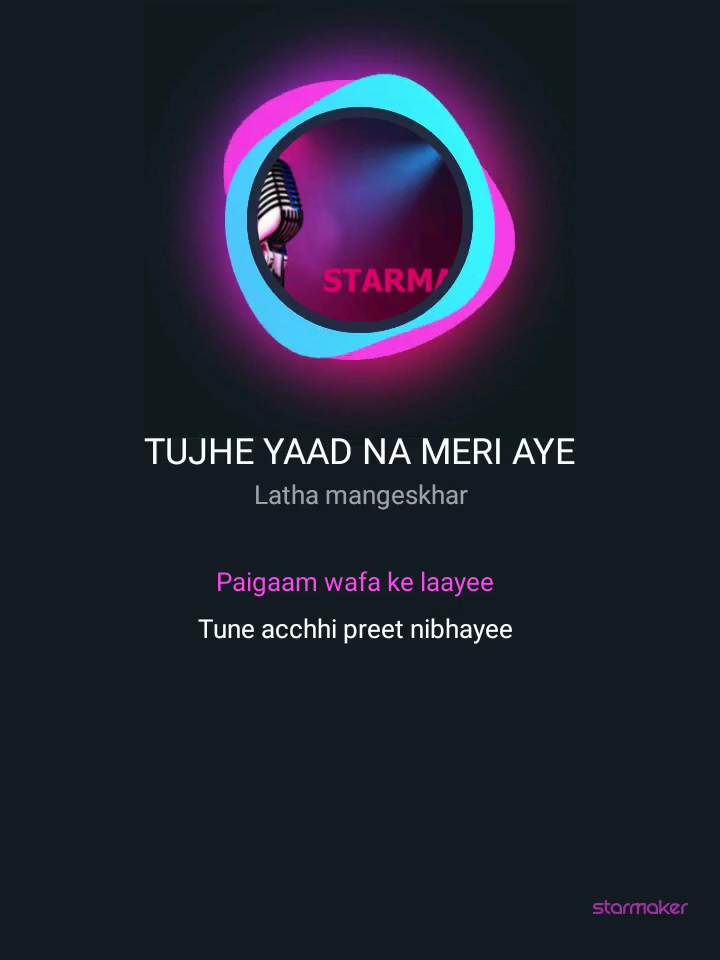 STARMA
TUJHE YAAD NA MERI AYE
Latha mangeskhar
Paigaam wafa ke laayee
Tune acchhi preet nibhayee
starmaker